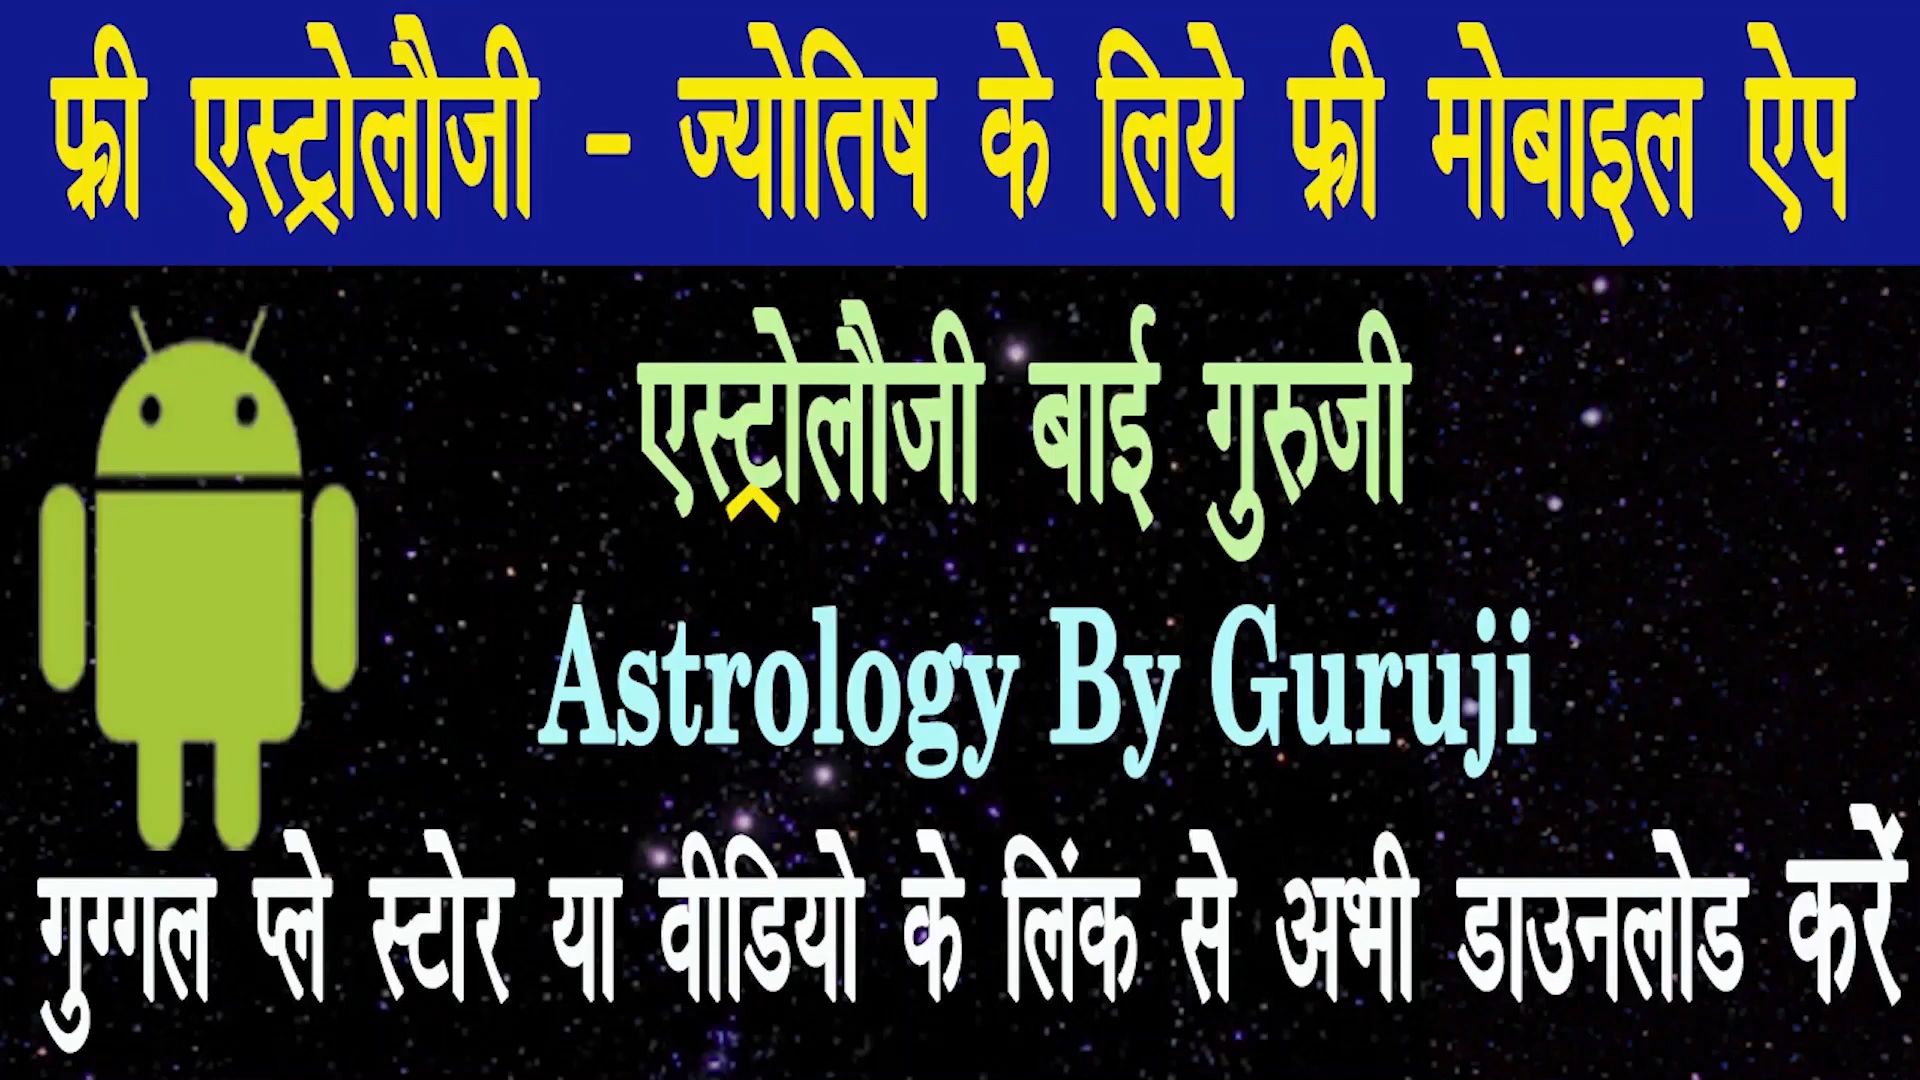 फ्री एस्ट्रोलौजी - ज्योतिष के लिये फ्री मोबाइल ऐप
एस्ट्रोलौजी बाई गुरुजी
Astrology By Guruji
गुग्गल प्ले स्टोर या वीडियो के लिंक से अभी डाउनलोड करें